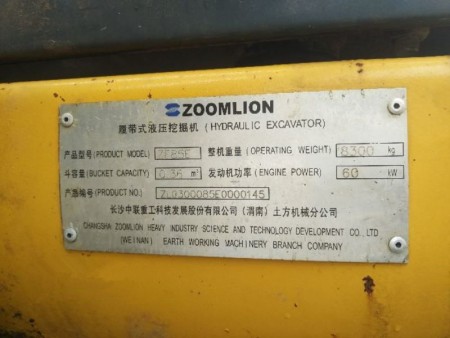 ZOOMLION
履带式液压挖掘机 (HYDRAULIC EXCAVATOR)
产品型号(PRODUCT MODEL) ZE85E 整机重量 (OPERATING WEIGHT) 8300 kg
斗容量(BUCKET CAPACITY) 0.36 m³ 发动机功率(ENGINE POWER) 60 kW
产品编号(PRODUCT NO.) ZL0300085E0000145
长沙中联重工科技发展股份有限公司 (渭南) 土方机械分公司
CHANGSHA ZOOMLION HEAVY INDUSTRY SCIENCE AND TECHNOLOGY DEVELOPMENT CO., LTD
(WEINAN) EARTH WORKING MACHINERY BRANCH COMPANY